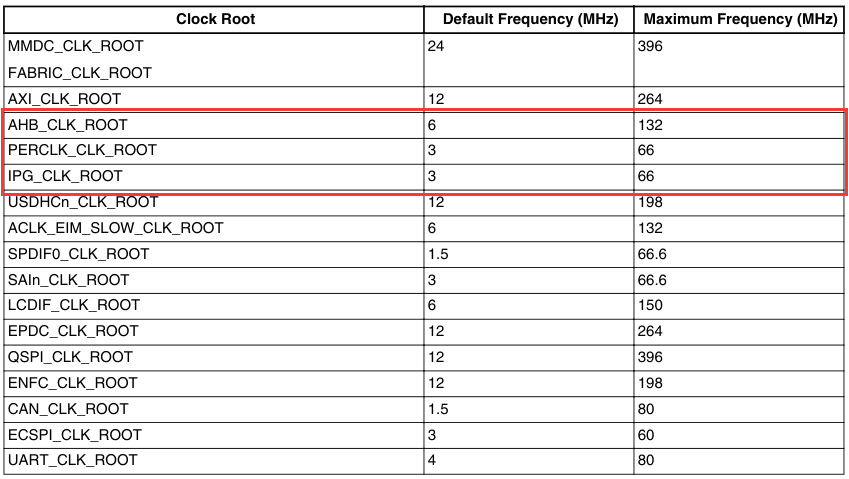 Clock Root Default Frequency (MHz) Maximum Frequency (MHz)
MMDC_CLK_ROOT 24 396
FABRIC_CLK_ROOT
AXI_CLK_ROOT 12 264
AHB_CLK_ROOT 6 132
PERCLK_CLK_ROOT 3 66
IPG_CLK_ROOT 3 66
USDHCn_CLK_ROOT 12 198
ACLK_EIM_SLOW_CLK_ROOT 6 132
SPDIF0_CLK_ROOT 1.5 66.6
SAIn_CLK_ROOT 3 66.6
LCDIF_CLK_ROOT 6 150
EPDC_CLK_ROOT 12 264
QSPI_CLK_ROOT 12 396
ENFC_CLK_ROOT 12 198
CAN_CLK_ROOT 1.5 80
ECSPI_CLK_ROOT 3 60
UART_CLK_ROOT 4 80